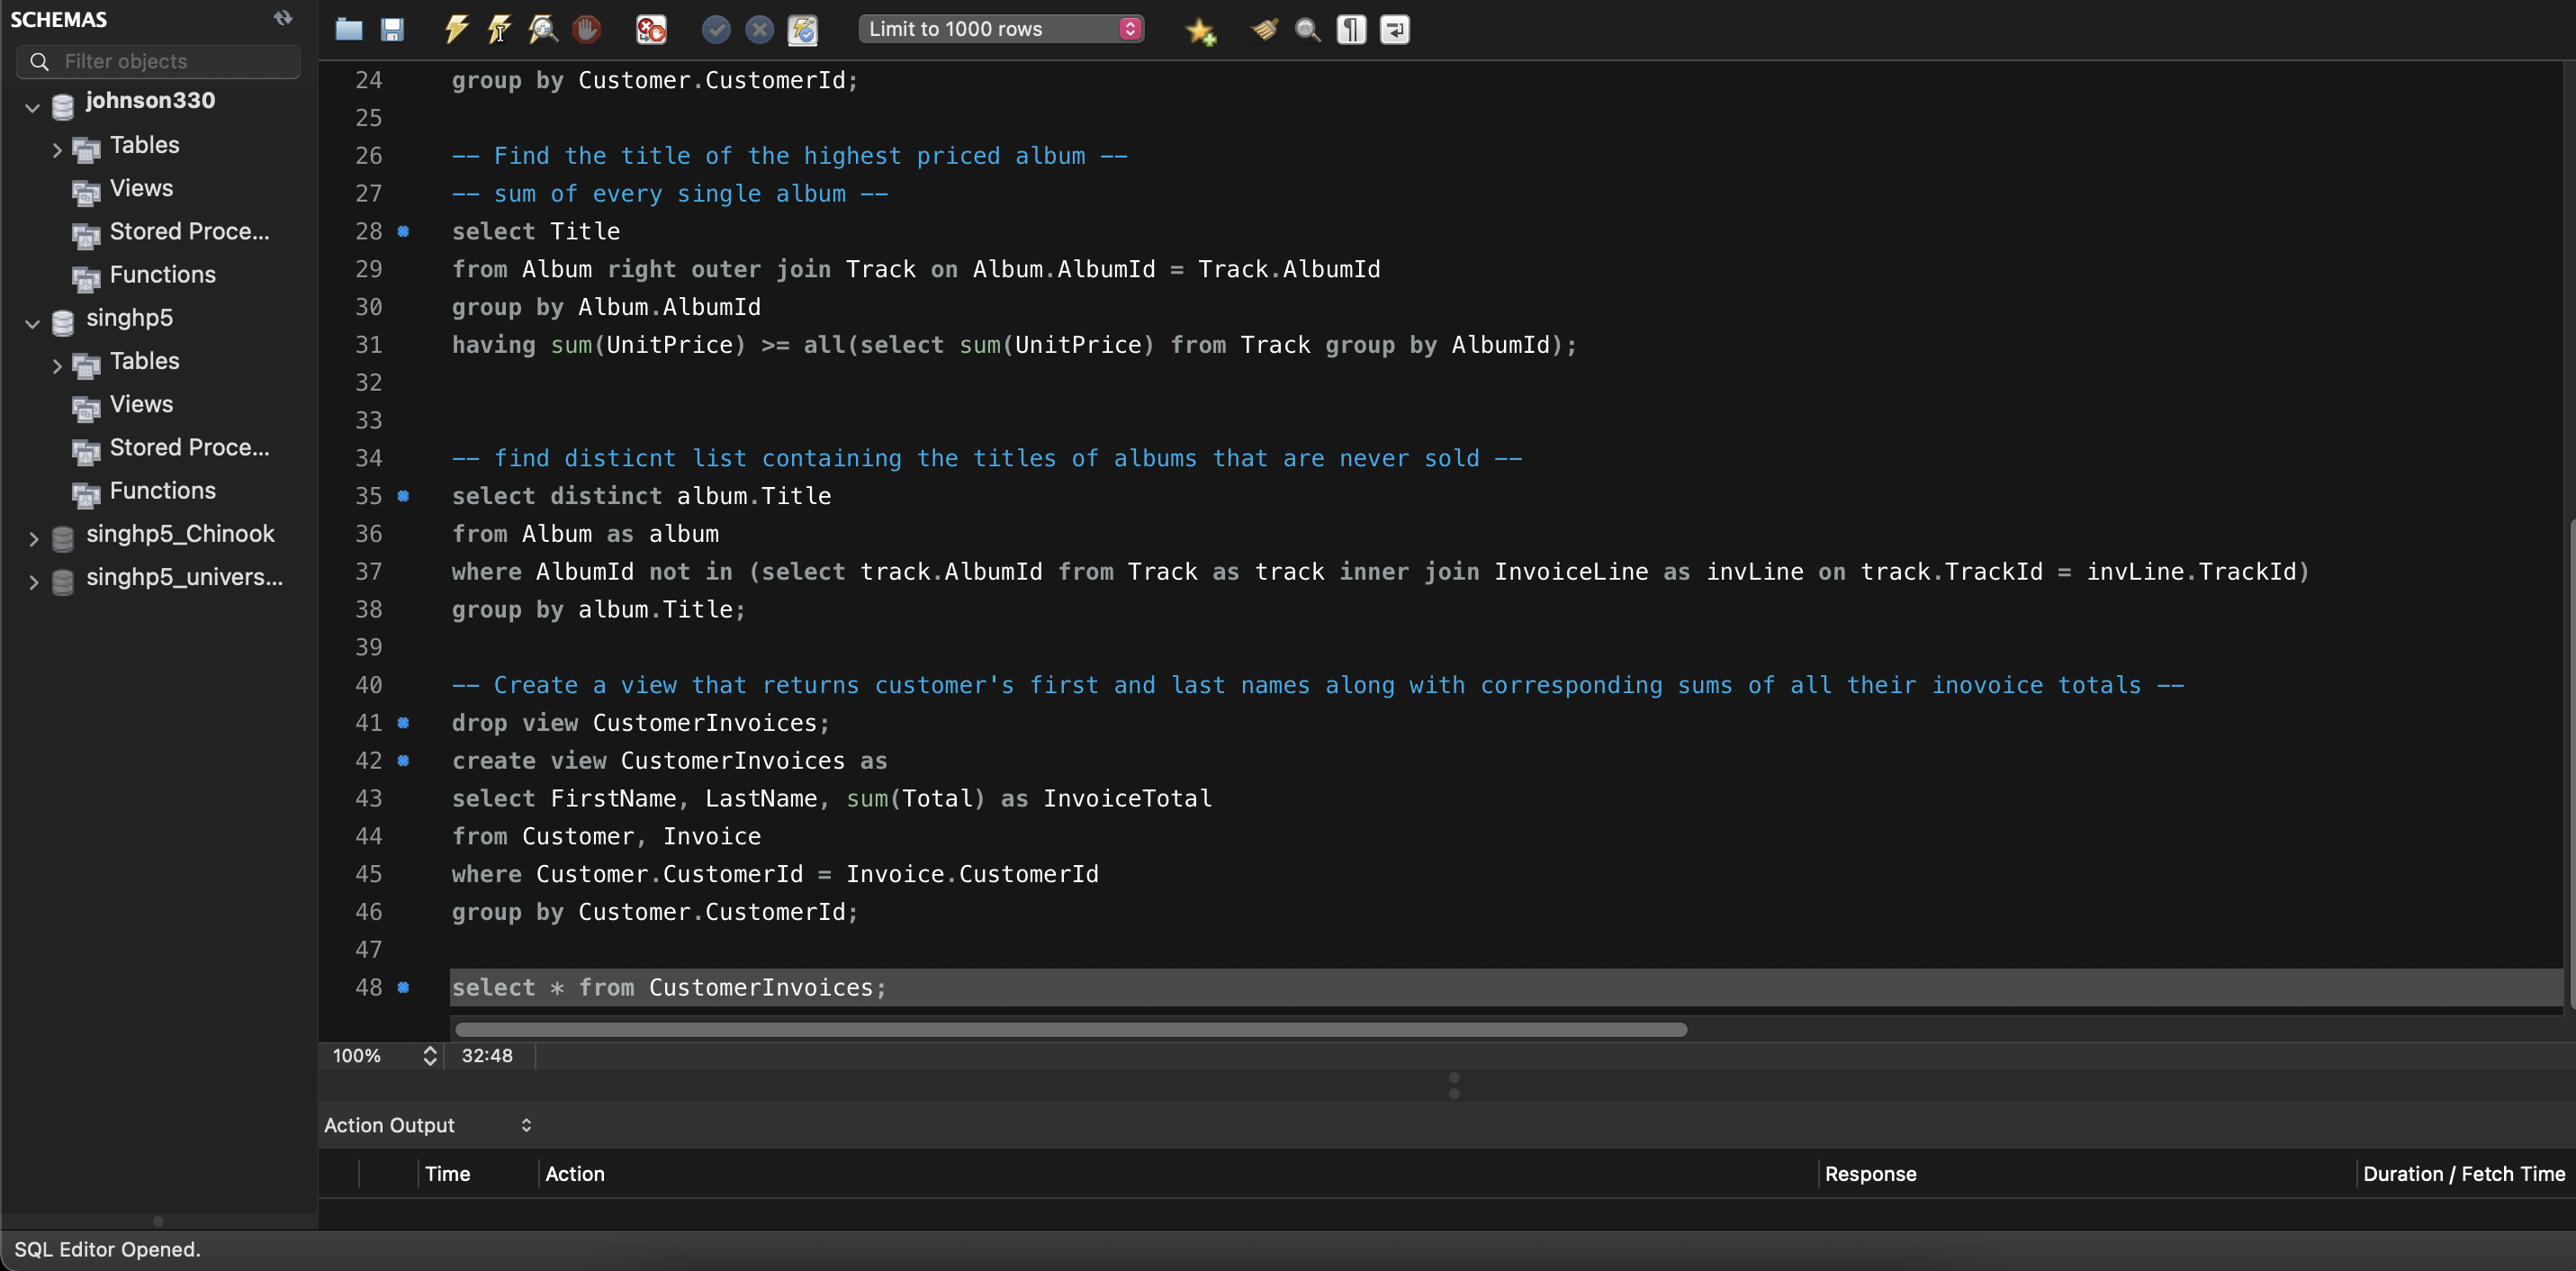 SCHEMAS
Filter objects
johnson330
Tables
Views
Stored Proce...
Functions
singhp5
Tables
Views
Stored Proce...
Functions
singhp5_Chinook
singhp5_univers...
Limit to 1000 rows
24 group by Customer.CustomerId;
25
26 -- Find the title of the highest priced album --
27 -- sum of every single album --
28 select Title
29 from Album right outer join Track on Album.AlbumId = Track.AlbumId
30 group by Album.AlbumId
31 having sum(UnitPrice) >= all(select sum(UnitPrice) from Track group by AlbumId);
32
33
34 -- find disticnt list containing the titles of albums that are never sold --
35 select distinct album.Title
36 from Album as album
37 where AlbumId not in (select track.AlbumId from Track as track inner join InvoiceLine as invLine on track.TrackId = invLine.TrackId)
38 group by album.Title;
39
40 -- Create a view that returns customer's first and last names along with corresponding sums of all their inovoice totals --
41 drop view CustomerInvoices;
42 create view CustomerInvoices as
43 select FirstName, LastName, sum(Total) as InvoiceTotal
44 from Customer, Invoice
45 where Customer.CustomerId = Invoice.CustomerId
46 group by Customer.CustomerId;
47
48 select * from CustomerInvoices;
100% 32:48
Action Output
Time Action Response Duration / Fetch Time
SQL Editor Opened.